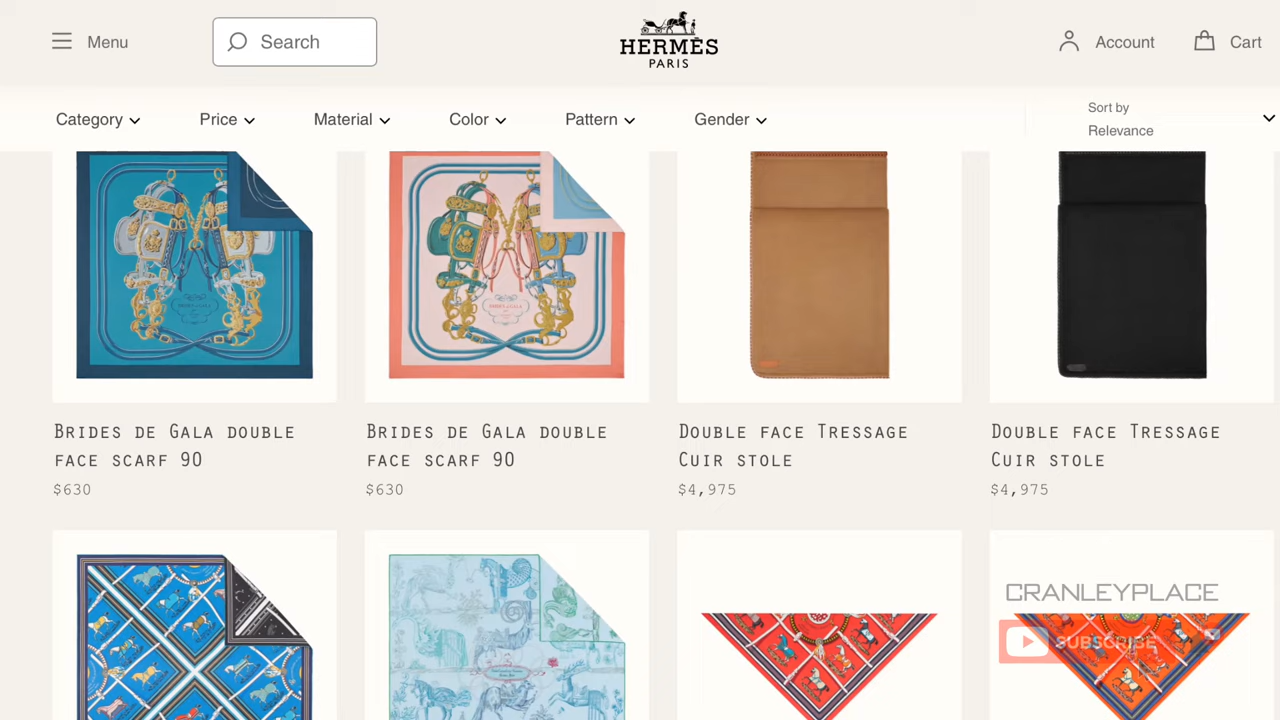 Menu
Search
HERMÈS
PARIS
Account
Cart
Category
Price
Material
Color
Pattern
Gender
Sort by
Relevance
BRIDES DE GALA DOUBLE
FACE SCARF 90
$630
BRIDES DE GALA DOUBLE
FACE SCARF 90
$630
DOUBLE FACE TRESSAGE
CUIR STOLE
$4,975
DOUBLE FACE TRESSAGE
CUIR STOLE
$4,975
CRANLEYPLACE
SUBSCRIBE